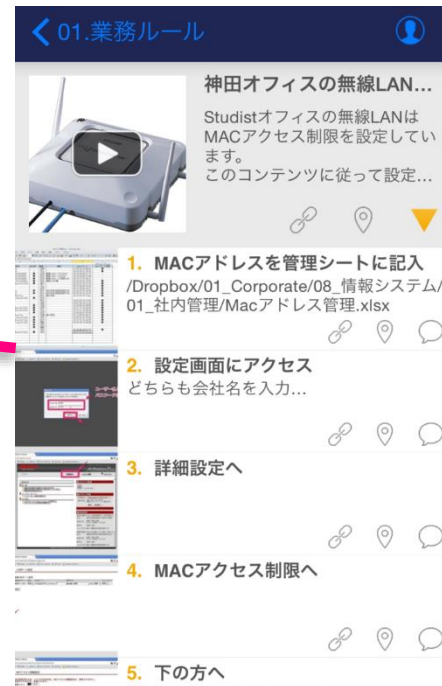 01.業務ルール
神田オフィスの無線LAN...
Studistオフィスの無線LANは
MACアクセス制限を設定してい
ます。
このコンテンツに従って設定...
1. MACアドレスを管理シートに記入
/Dropbox/01_Corporate/08_情報システム/
01_社内管理/Macアドレス管理.xlsx
2. 設定画面にアクセス
どちらも会社名を入力...
3. 詳細設定へ
4. MACアクセス制限へ
5. 下の方へ